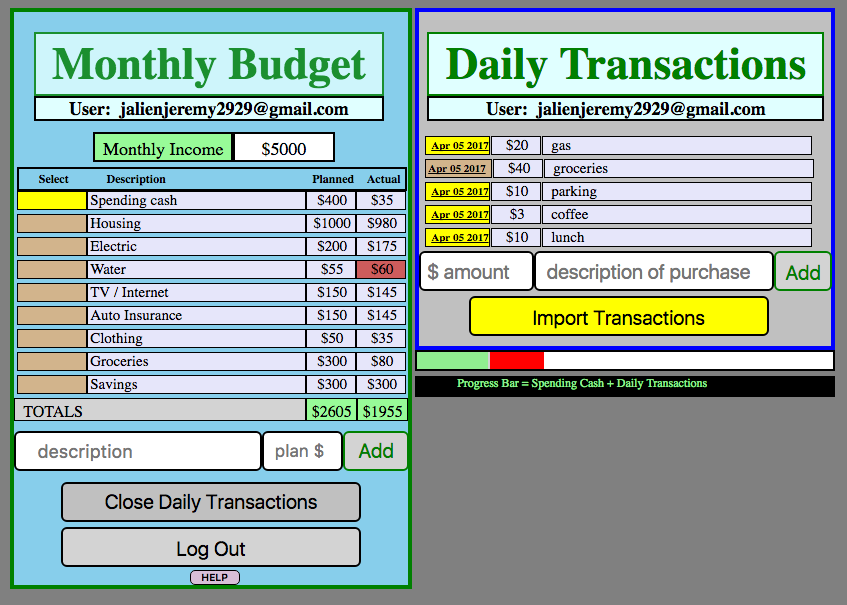 Monthly Budget
User: jalienjeremy2929@gmail.com
Monthly Income $5000
Select Description Planned Actual
Spending cash $400 $35
Housing $1000 $980
Electric $200 $175
Water $55 $60
TV / Internet $150 $145
Auto Insurance $150 $145
Clothing $50 $35
Groceries $300 $80
Savings $300 $300
TOTALS $2605 $1955
description plan $ Add
Close Daily Transactions
Log Out
HELP
Daily Transactions
User: jalienjeremy2929@gmail.com
Apr 05 2017 $20 gas
Apr 05 2017 $40 groceries
Apr 05 2017 $10 parking
Apr 05 2017 $3 coffee
Apr 05 2017 $10 lunch
$ amount description of purchase Add
Import Transactions
Progress Bar = Spending Cash + Daily Transactions